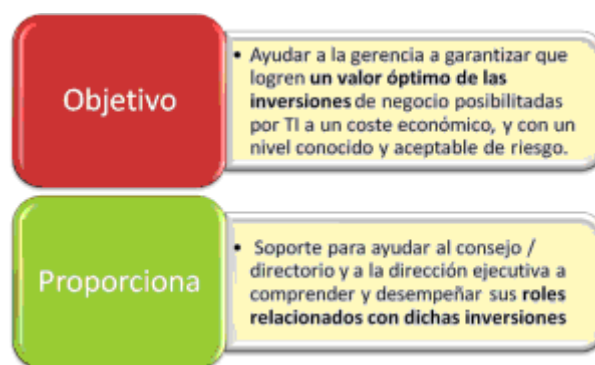 Objetivo
• Ayudar a la gerencia a garantizar que
logren un valor óptimo de las
inversiones de negocio posibilitadas
por TI a un coste económico, y con un
nivel conocido y aceptable de riesgo.
Proporciona
• Soporte para ayudar al consejo /
directorio y a la dirección ejecutiva a
comprender y desempeñar sus roles
relacionados con dichas inversiones